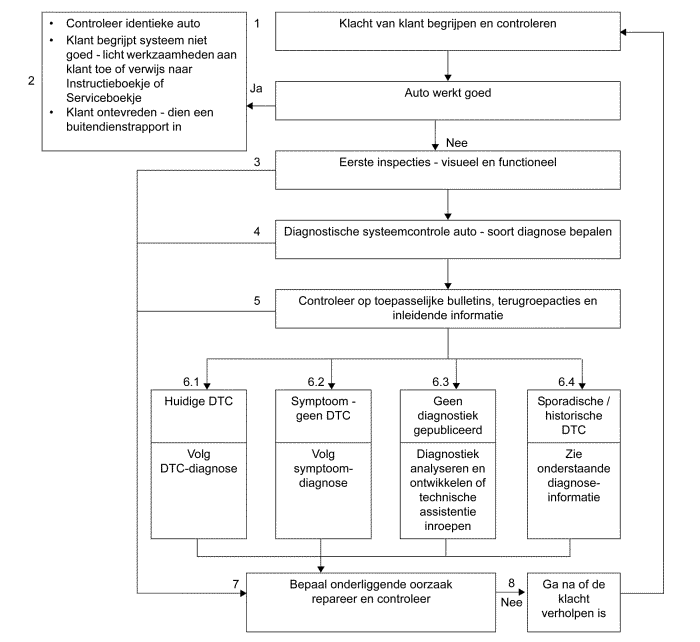 1
Klacht van klant begrijpen en controleren
2
• Controleer identieke auto
• Klant begrijpt systeem niet
goed - licht werkzaamheden aan
klant toe of verwijs naar
Instructieboekje of
Serviceboekje
• Klant ontevreden - dien een
buitendienstrapport in
Ja
Auto werkt goed
Nee
3
Eerste inspecties - visueel en functioneel
4
Diagnostische systeemcontrole auto - soort diagnose bepalen
5
Controleer op toepasselijke bulletins, terugroepacties en
inleidende informatie
6.1
Huidige DTC
Volg
DTC-diagnose
6.2
Symptoom -
geen DTC
Volg
symptoom-
diagnose
6.3
Geen
diagnostiek
gepubliceerd
Diagnostiek
analyseren en
ontwikkelen of
technische
assistentie
inroepen
6.4
Sporadische /
historische
DTC
Zie
onderstaande
diagnose-
informatie
7
Bepaal onderliggende oorzaak
repareer en controleer
8
Nee
Ga na of de
klacht
verholpen is